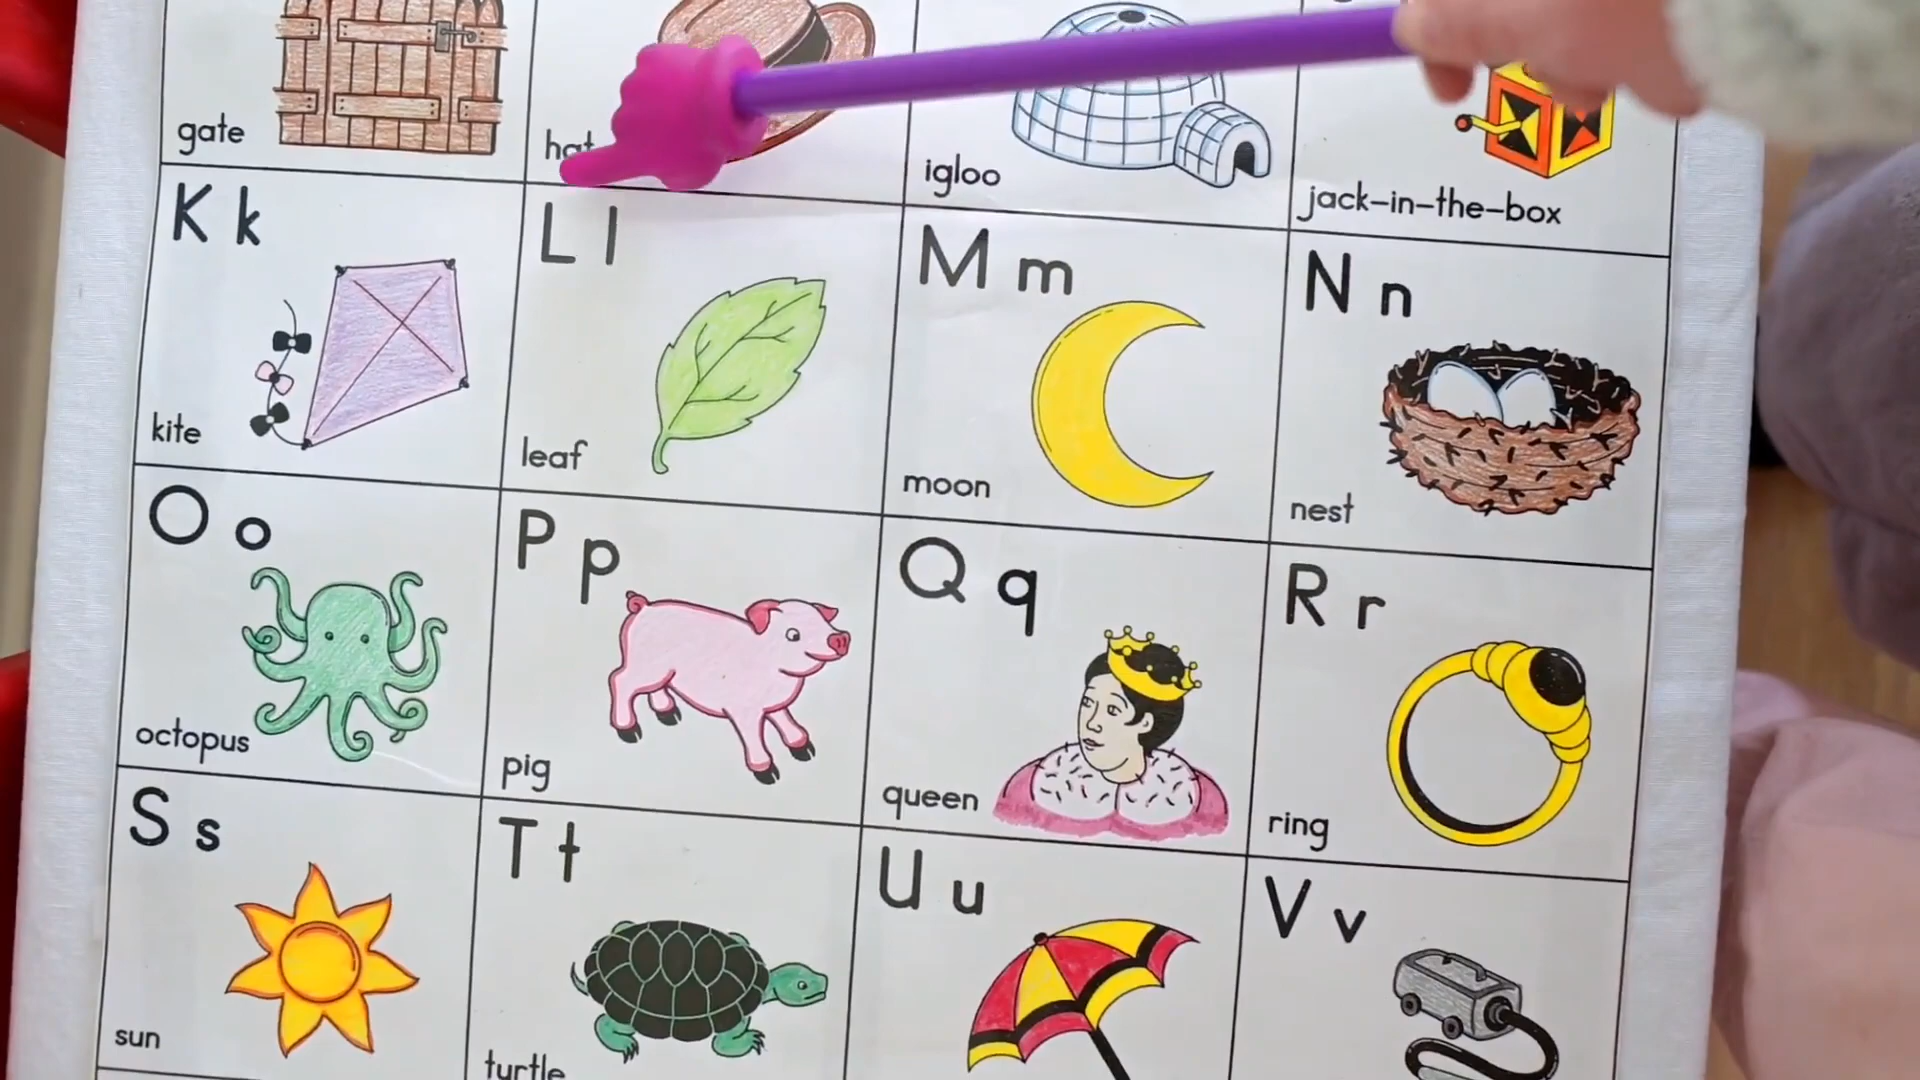 gate
hat
igloo
jack-in-the-box
K k
kite
L l
leaf
M m
moon
N n
nest
O o
octopus
P p
pig
Q q
queen
R r
ring
S s
sun
T t
turtle
U u
V v